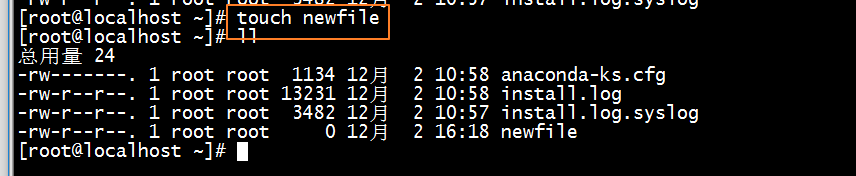 3482 12月 2 10:57 install.log.syslog
[root@localhost ~]# touch newfile
[root@localhost ~]# ll
总用量 24
-rw-------. 1 root root 1134 12月 2 10:58 anaconda-ks.cfg
-rw-r--r--. 1 root root 13231 12月 2 10:58 install.log
-rw-r--r--. 1 root root 3482 12月 2 10:57 install.log.syslog
-rw-r--r--. 1 root root 0 12月 2 16:18 newfile
[root@localhost ~]#